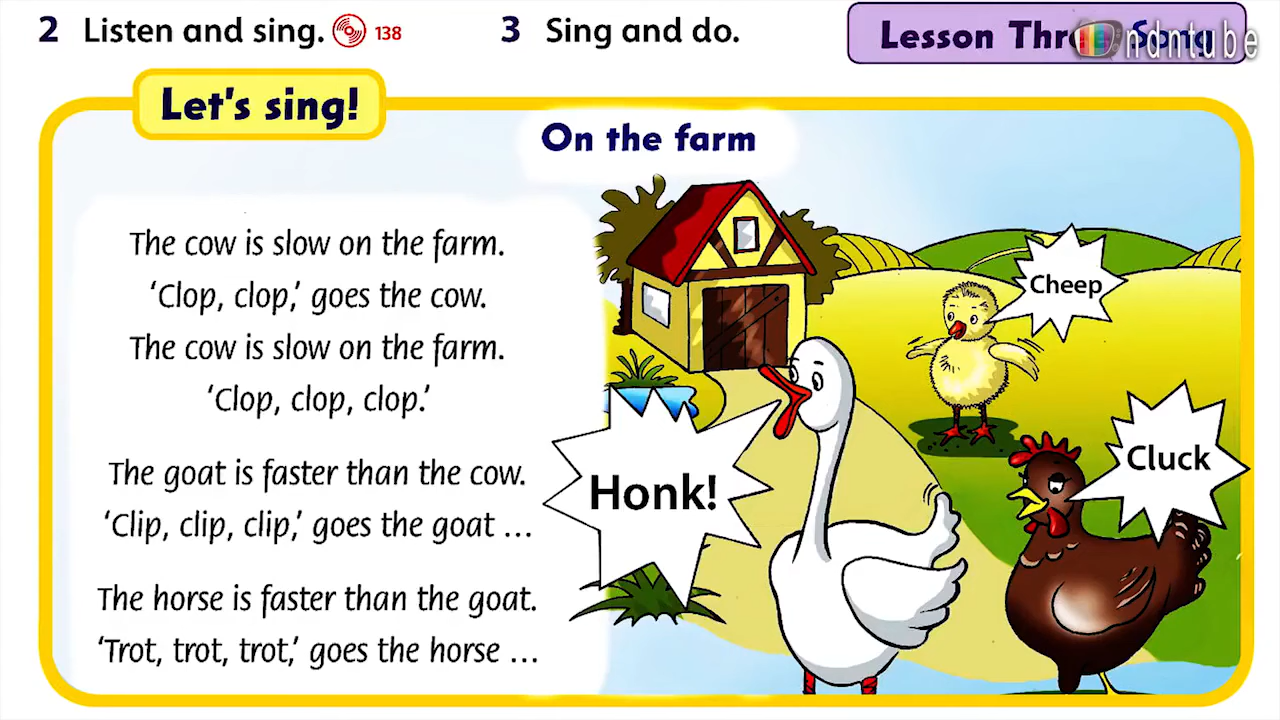 2 Listen and sing. 138
3 Sing and do.
Lesson Three Song
ndntube
Let's sing!
On the farm
The cow is slow on the farm.
‘Clop, clop,’ goes the cow.
The cow is slow on the farm.
‘Clop, clop, clop.’
The goat is faster than the cow.
‘Clip, clip, clip,’ goes the goat ...
The horse is faster than the goat.
‘Trot, trot, trot,’ goes the horse ...
Cheep
Honk!
Cluck